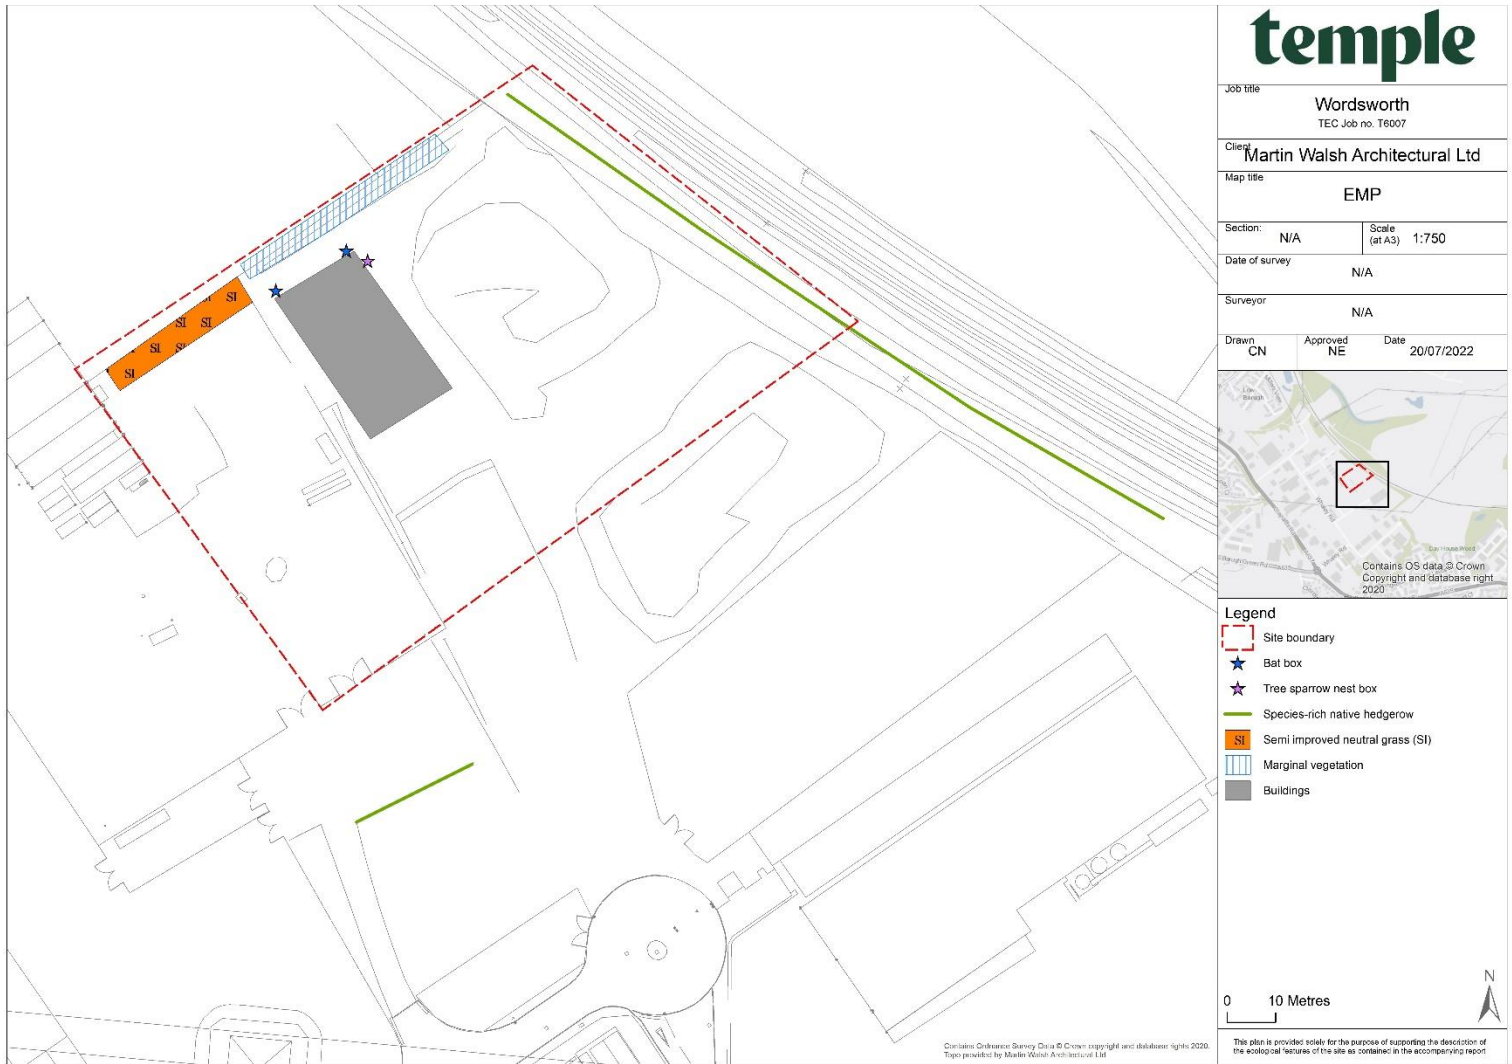 temple
Job title
Wordsworth
TEC Job no. T6007
Client
Martin Walsh Architectural Ltd
Map title
EMP
Section:
N/A
Scale
(at A3) 1:750
Date of survey
N/A
Surveyor
N/A
Drawn
CN
Approved
NE
Date
20/07/2022
Low
Barugh
Contains OS data © Crown
Copyright and database right
2020
Legend
Site boundary
Bat box
Tree sparrow nest box
Species-rich native hedgerow
SI
Semi improved neutral grass (SI)
Marginal vegetation
Buildings
SI
SI
SI
SI
SI
SI
N
0 10 Metres
This plan is provided solely for the purpose of supporting the description of
the ecological features of the site as contained in the accompanying report
Contains Ordnance Survey Data © Crown copyright and database rights 2020.
Topo provided by Martin Walsh Architectural Ltd